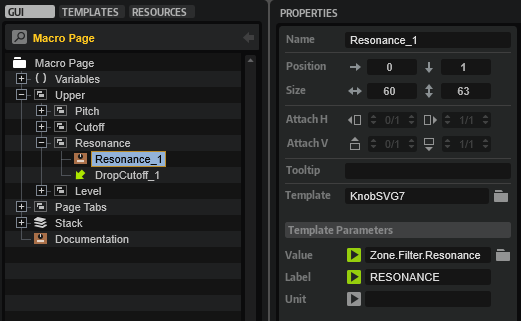 GUI TEMPLATES RESOURCES
Macro Page
Macro Page
( ) Variables
Upper
Pitch
Cutoff
Resonance
Resonance_1
DropCutoff_1
Level
Page Tabs
Stack
Documentation
PROPERTIES
Name Resonance_1
Position 0 1
Size 60 63
Attach H 0/1 1/1
Attach V 0/1 1/1
Tooltip
Template KnobSVG7
Template Parameters
Value Zone.Filter.Resonance
Label RESONANCE
Unit